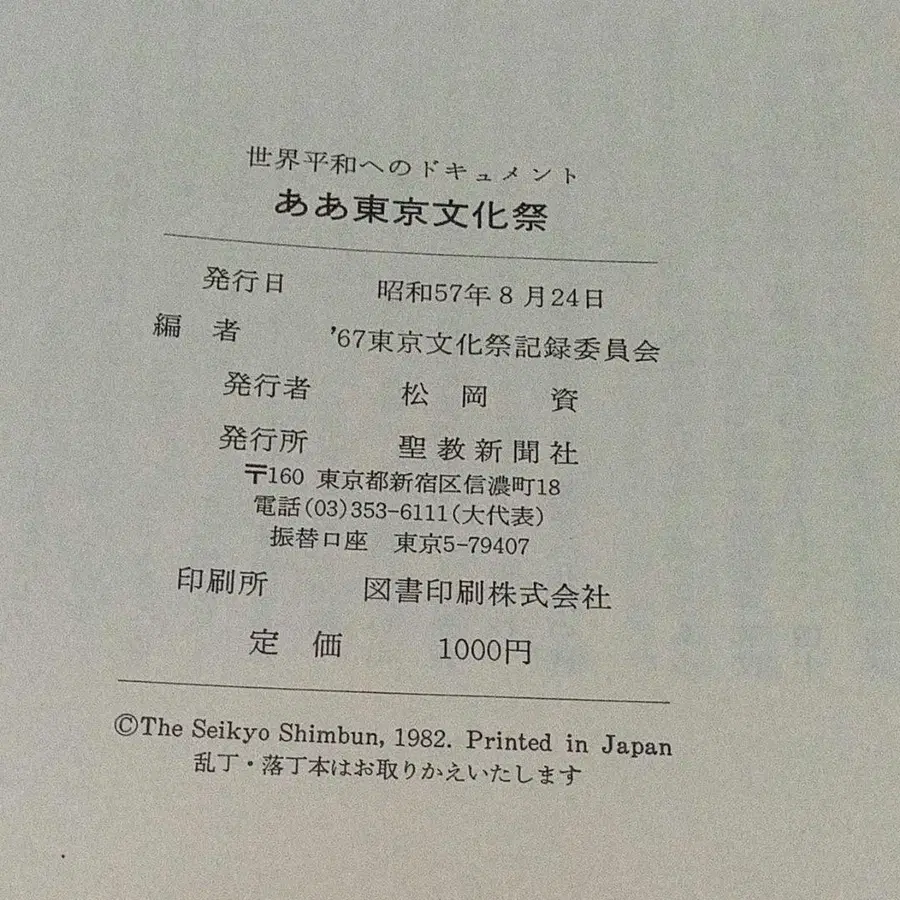 世界平和へのドキュメント
ああ東京文化祭
発行日 昭和57年8月24日
編 者 '67東京文化祭記録委員会
発行者 松 岡 資
発行所 聖教新聞社
〒160 東京都新宿区信濃町18
電話(03)353-6111(大代表)
振替口座 東京5-79407
印刷所 図書印刷株式会社
定 価 1000円
©The Seikyo Shimbun, 1982. Printed in Japan
乱丁・落丁本はお取りかえいたします